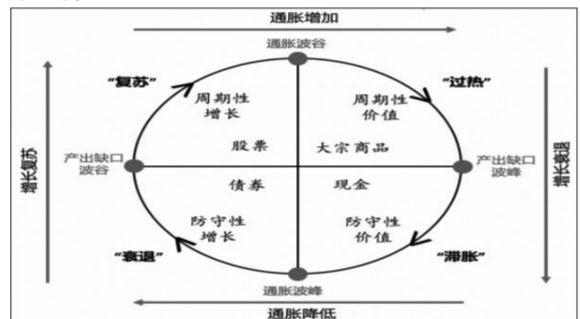 通胀增加
通胀波谷
“复苏”
“过热”
周期性
增长
周期性
价值
股票
大宗商品
增长复苏
产出缺口
波谷
产出缺口
波峰
增长衰退
债券
现金
防守性
增长
防守性
价值
“衰退”
“滞胀”
通胀波峰
通胀降低